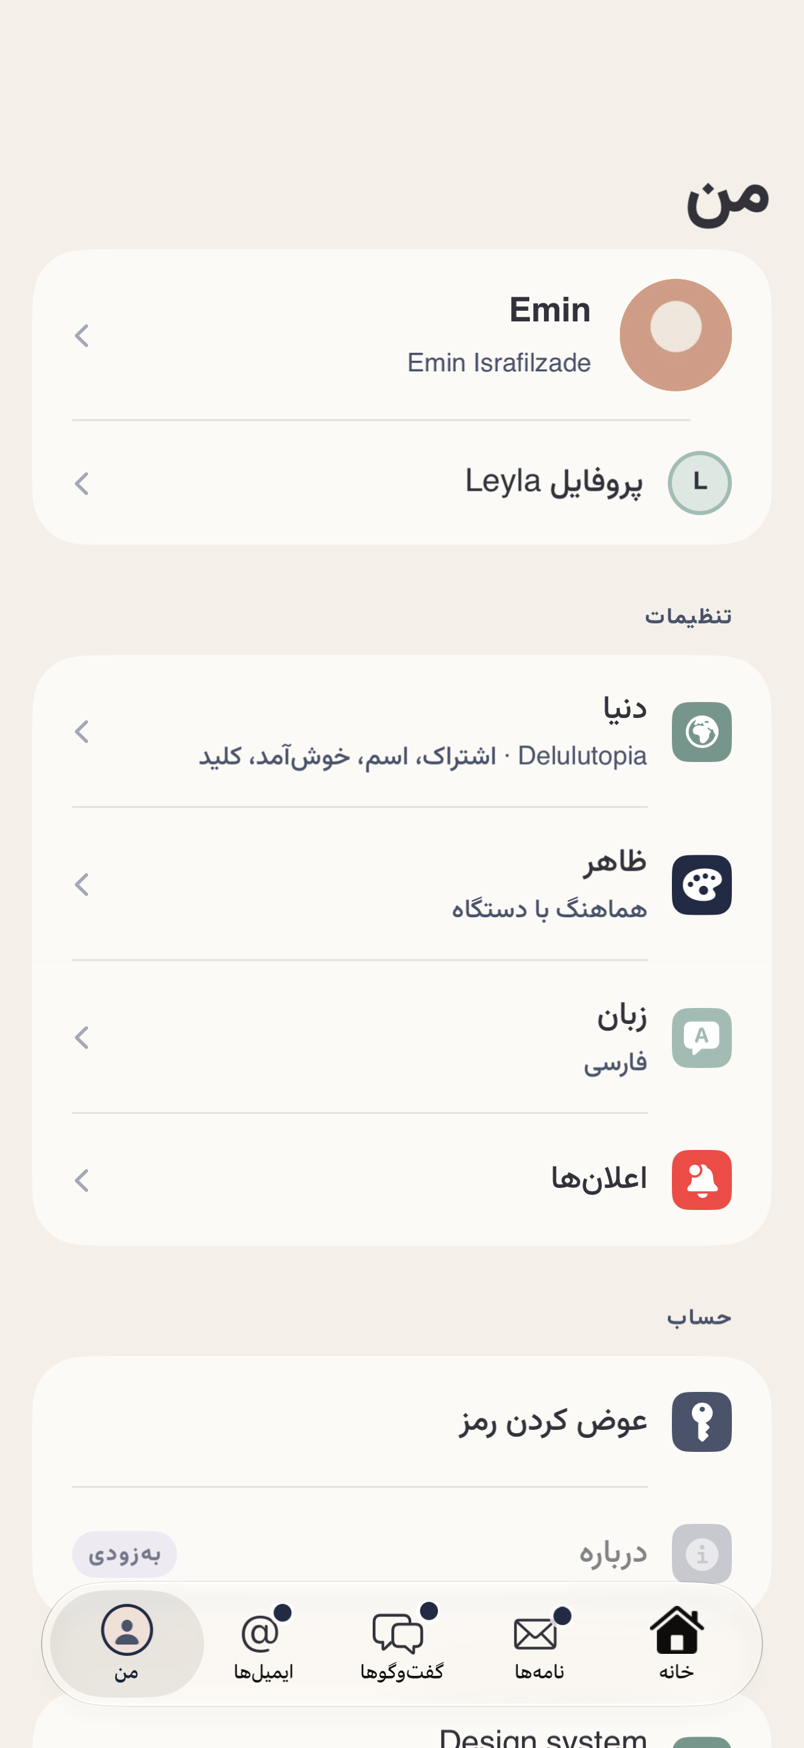 من
Emin
Emin Israfilzade
L
پروفایل Leyla
تنظیمات
دنیا
Delulutopia · اشتراک، اسم، خوش‌آمد، کلید
ظاهر
هماهنگ با دستگاه
زبان
A
فارسی
اعلان‌ها
حساب
عوض کردن رمز
درباره
به‌زودی
خانه
نامه‌ها
گفت‌وگوها
ایمیل‌ها
من
Design system